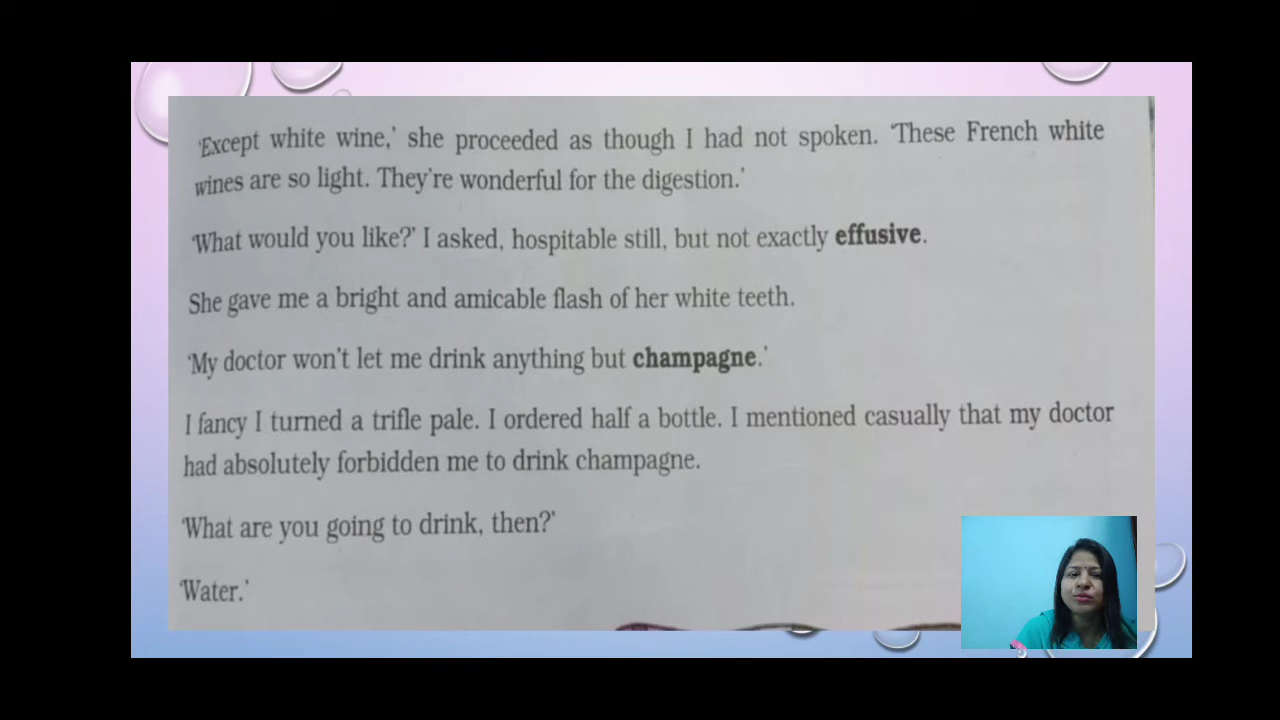 'Except white wine,' she proceeded as though I had not spoken. 'These French white
wines are so light. They're wonderful for the digestion.'
'What would you like?' I asked, hospitable still, but not exactly effusive.
She gave me a bright and amicable flash of her white teeth.
'My doctor won't let me drink anything but champagne.'
I fancy I turned a trifle pale. I ordered half a bottle. I mentioned casually that my doctor
had absolutely forbidden me to drink champagne.
'What are you going to drink, then?'
'Water.'